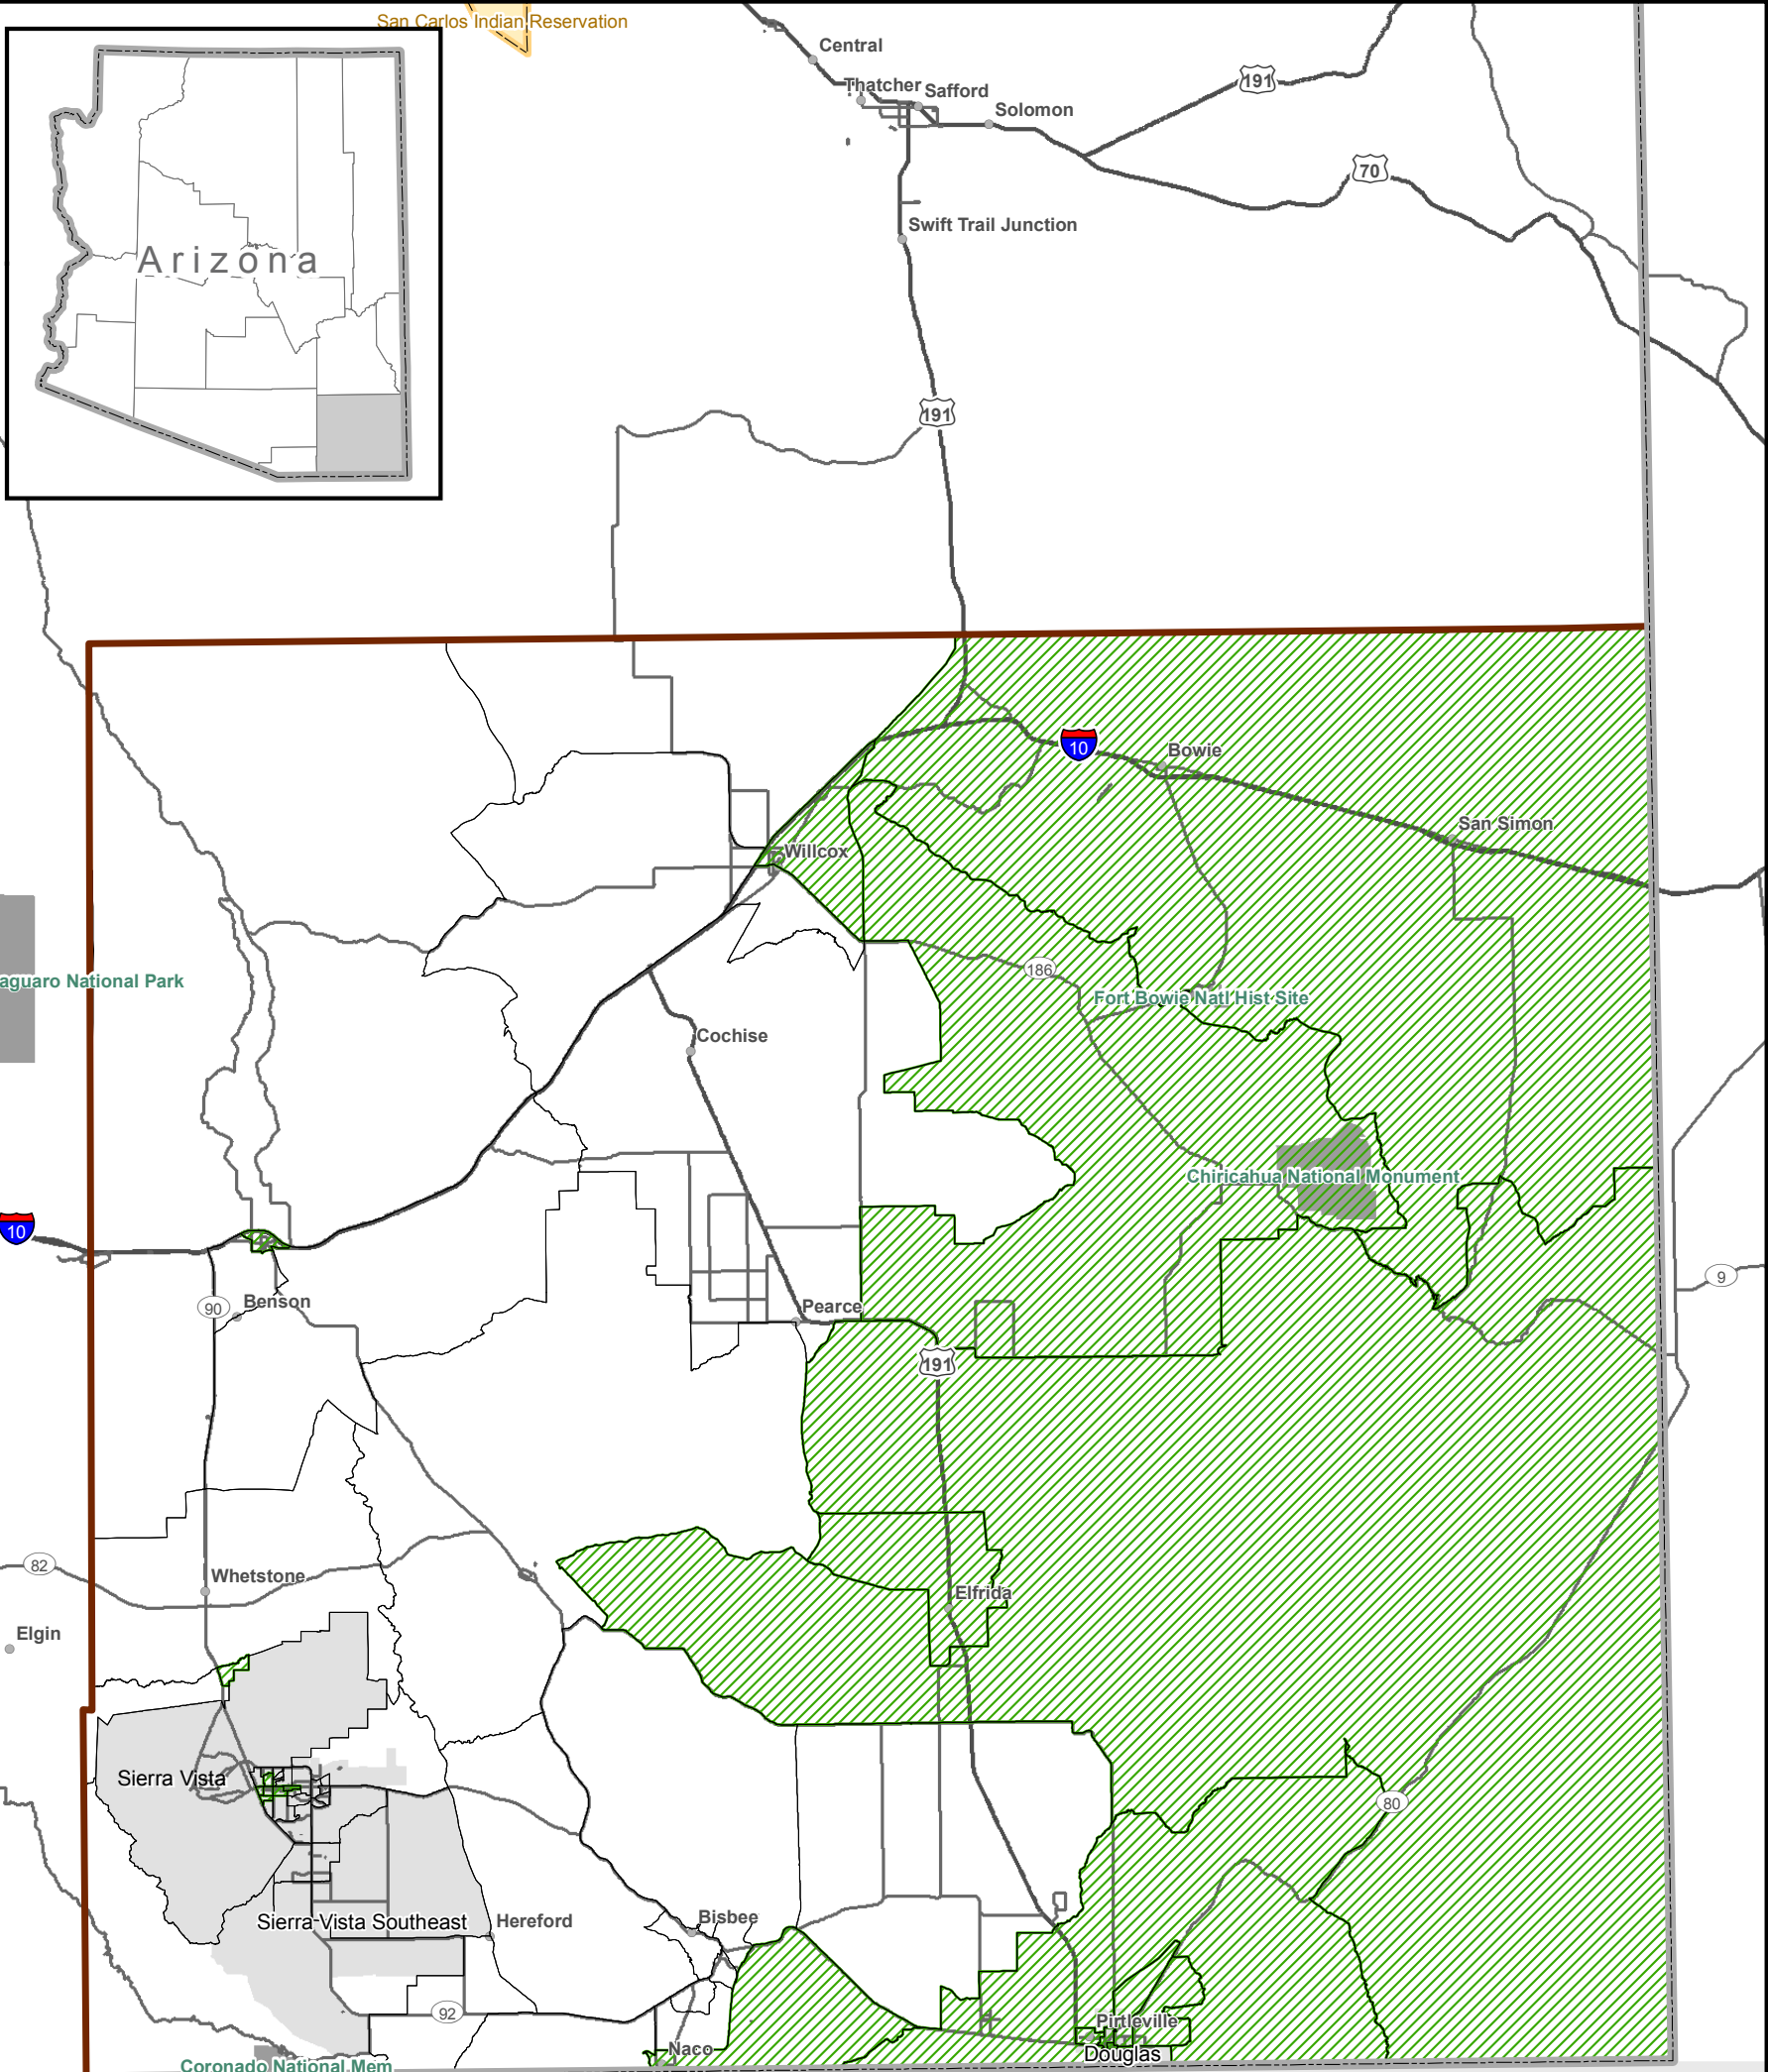 San Carlos Indian Reservation
Central
Thatcher
Safford
Solomon
191
70
Swift Trail Junction
Arizona
191
10
Bowie
San Simon
Willcox
186
aguaro National Park
Fort Bowie Natl Hist Site
Cochise
Chiricahua National Monument
10
9
90
Benson
Pearce
191
82
Whetstone
Elfrida
Elgin
Sierra Vista
80
Sierra Vista Southeast
Hereford
Bisbee
92
Pirtleville
Naco
Douglas
Coronado National Mem